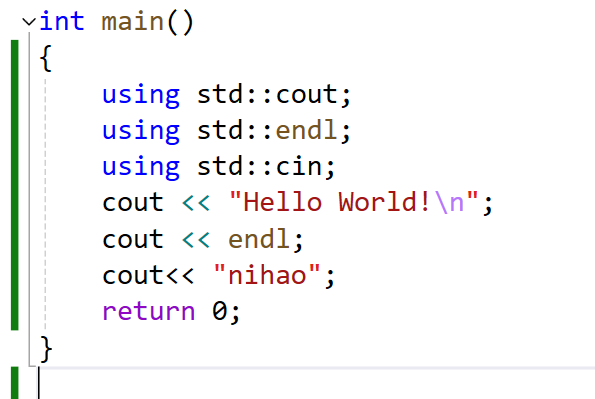 int main()
{
    using std::cout;
    using std::endl;
    using std::cin;
    cout << "Hello World!\n";
    cout << endl;
    cout<< "nihao";
    return 0;
}